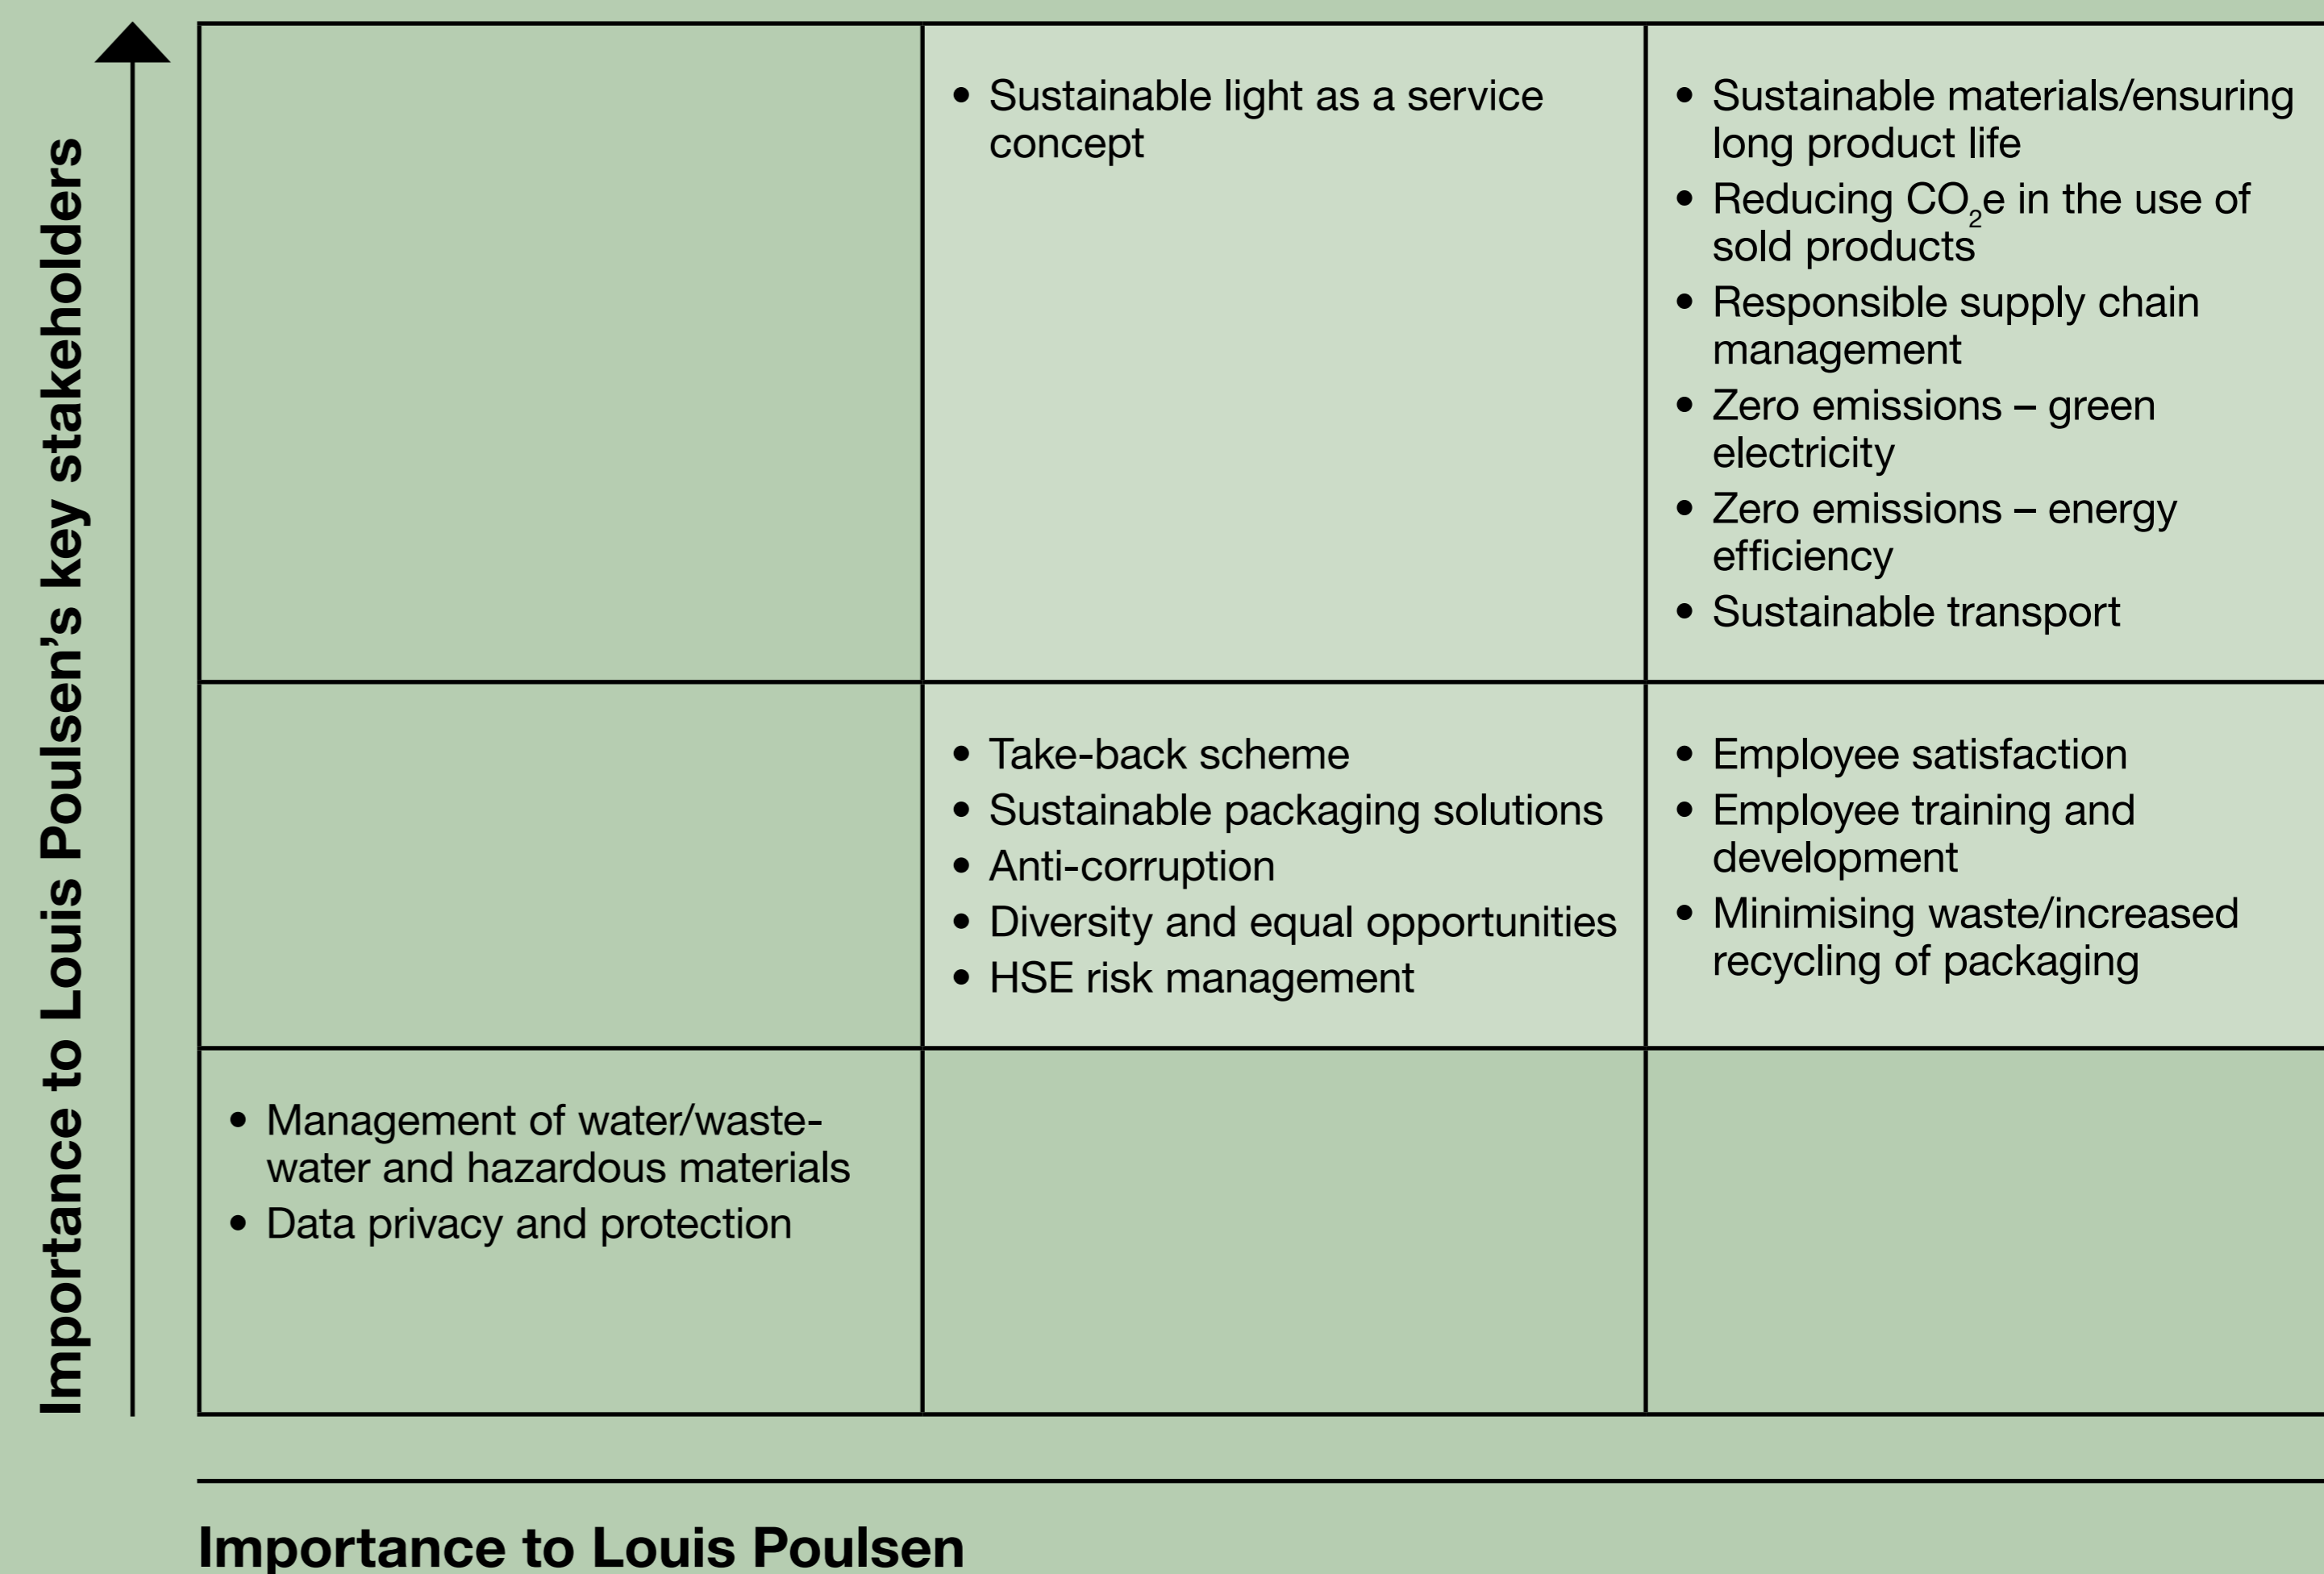 Importance to Louis Poulsen’s key stakeholders
• Sustainable light as a service
concept
• Sustainable materials/ensuring
long product life
• Reducing CO₂e in the use of
sold products
• Responsible supply chain
management
• Zero emissions – green
electricity
• Zero emissions – energy
efficiency
• Sustainable transport
• Take-back scheme
• Sustainable packaging solutions
• Anti-corruption
• Diversity and equal opportunities
• HSE risk management
• Employee satisfaction
• Employee training and
development
• Minimising waste/increased
recycling of packaging
• Management of water/waste-
water and hazardous materials
• Data privacy and protection
Importance to Louis Poulsen